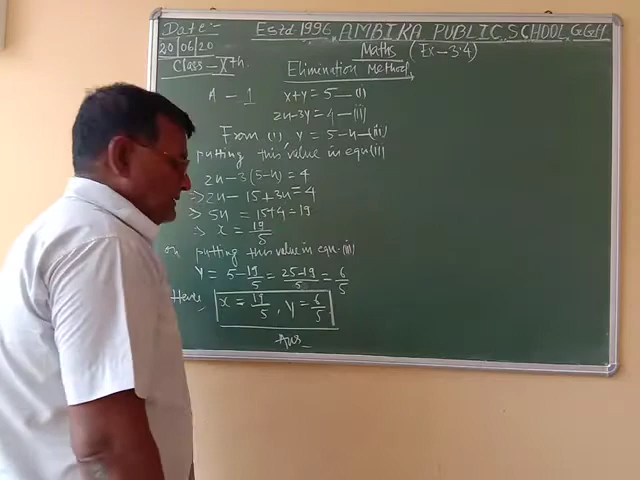 Date:- Estd 1996, AMBIKA PUBLIC SCHOOL, G.G.H
20/06/20 Maths (Ex-3.4)
Class-Xth. Elimination Method
A-1 x+y=5—(i)
2x-3y=4—(ii)
From (i), y=5-x—(iii)
putting this value in eqn(ii)
2x-3(5-x)=4
⇒2x-15+3x=4
⇒5x=15+4=19
⇒x=19/5
on putting this value in eqn-(iii)
y=5-19/5=25-19/5=6/5
Hence, x=19/5, y=6/5
Ans_